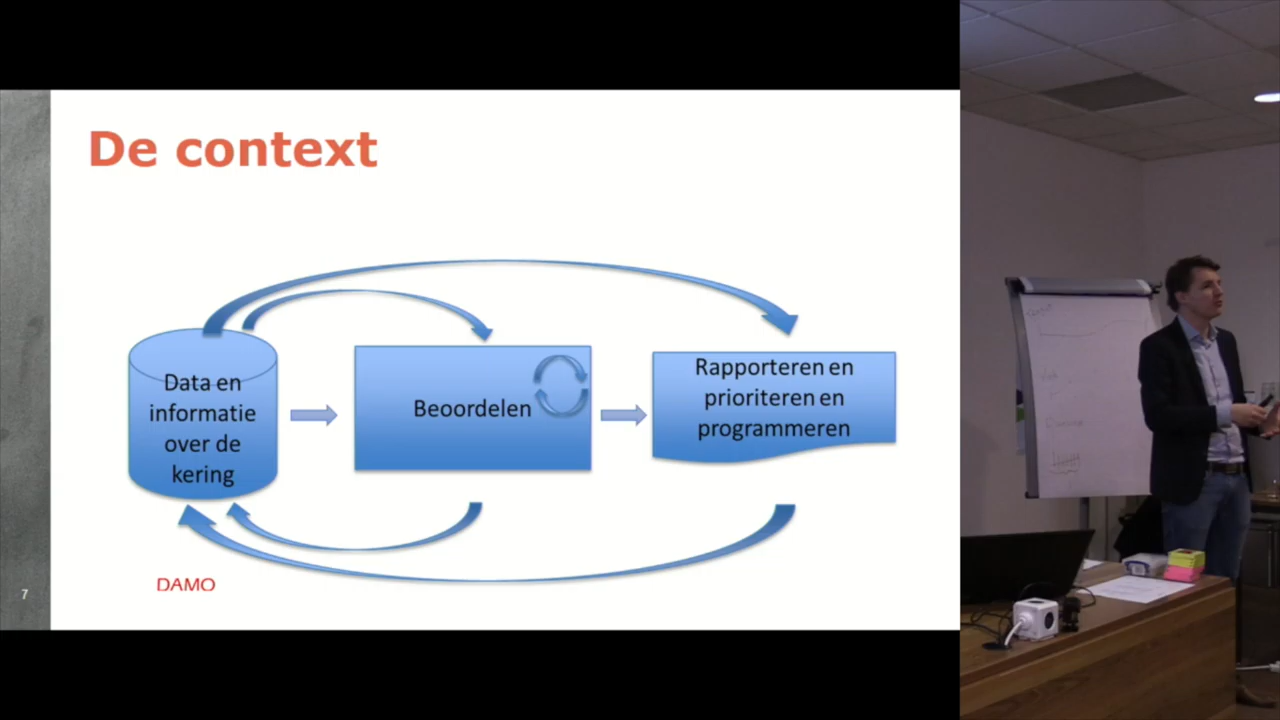 De context
Data en
informatie
over de
kering
Beoordelen
Rapporteren en
prioriteren en
programmeren
DAMO
7